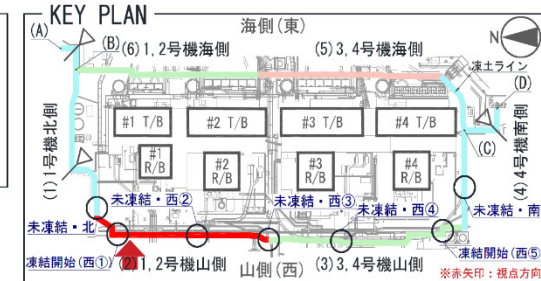 KEY PLAN
海側(東)
N
(A)
(B)
(6)1,2号機海側
(5)3,4号機海側
凍土ライン
(D)
(1)1号機北側
#1 T/B
#2 T/B
#3 T/B
#4 T/B
(C)
(4)4号機南側
#1
R/B
#2
R/B
#3
R/B
#4
R/B
未凍結・北
未凍結・西②
未凍結・西③
未凍結・西④
未凍結・南
凍結開始(西①)
(2)1,2号機山側
山側(西)
(3)3,4号機山側
凍結開始(西⑤)
※赤矢印:視点方向